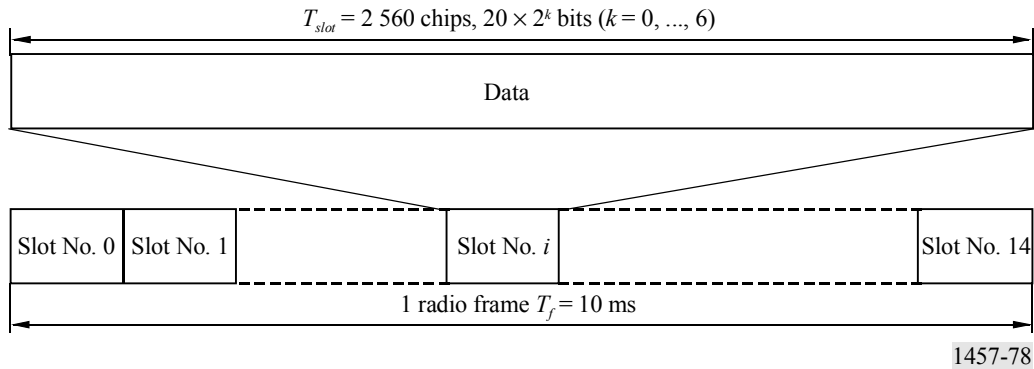 T_slot = 2 560 chips, 20 × 2^k bits (k = 0, ..., 6)
Data
Slot No. 0 Slot No. 1 Slot No. i Slot No. 14
1 radio frame T_f = 10 ms
1457-78